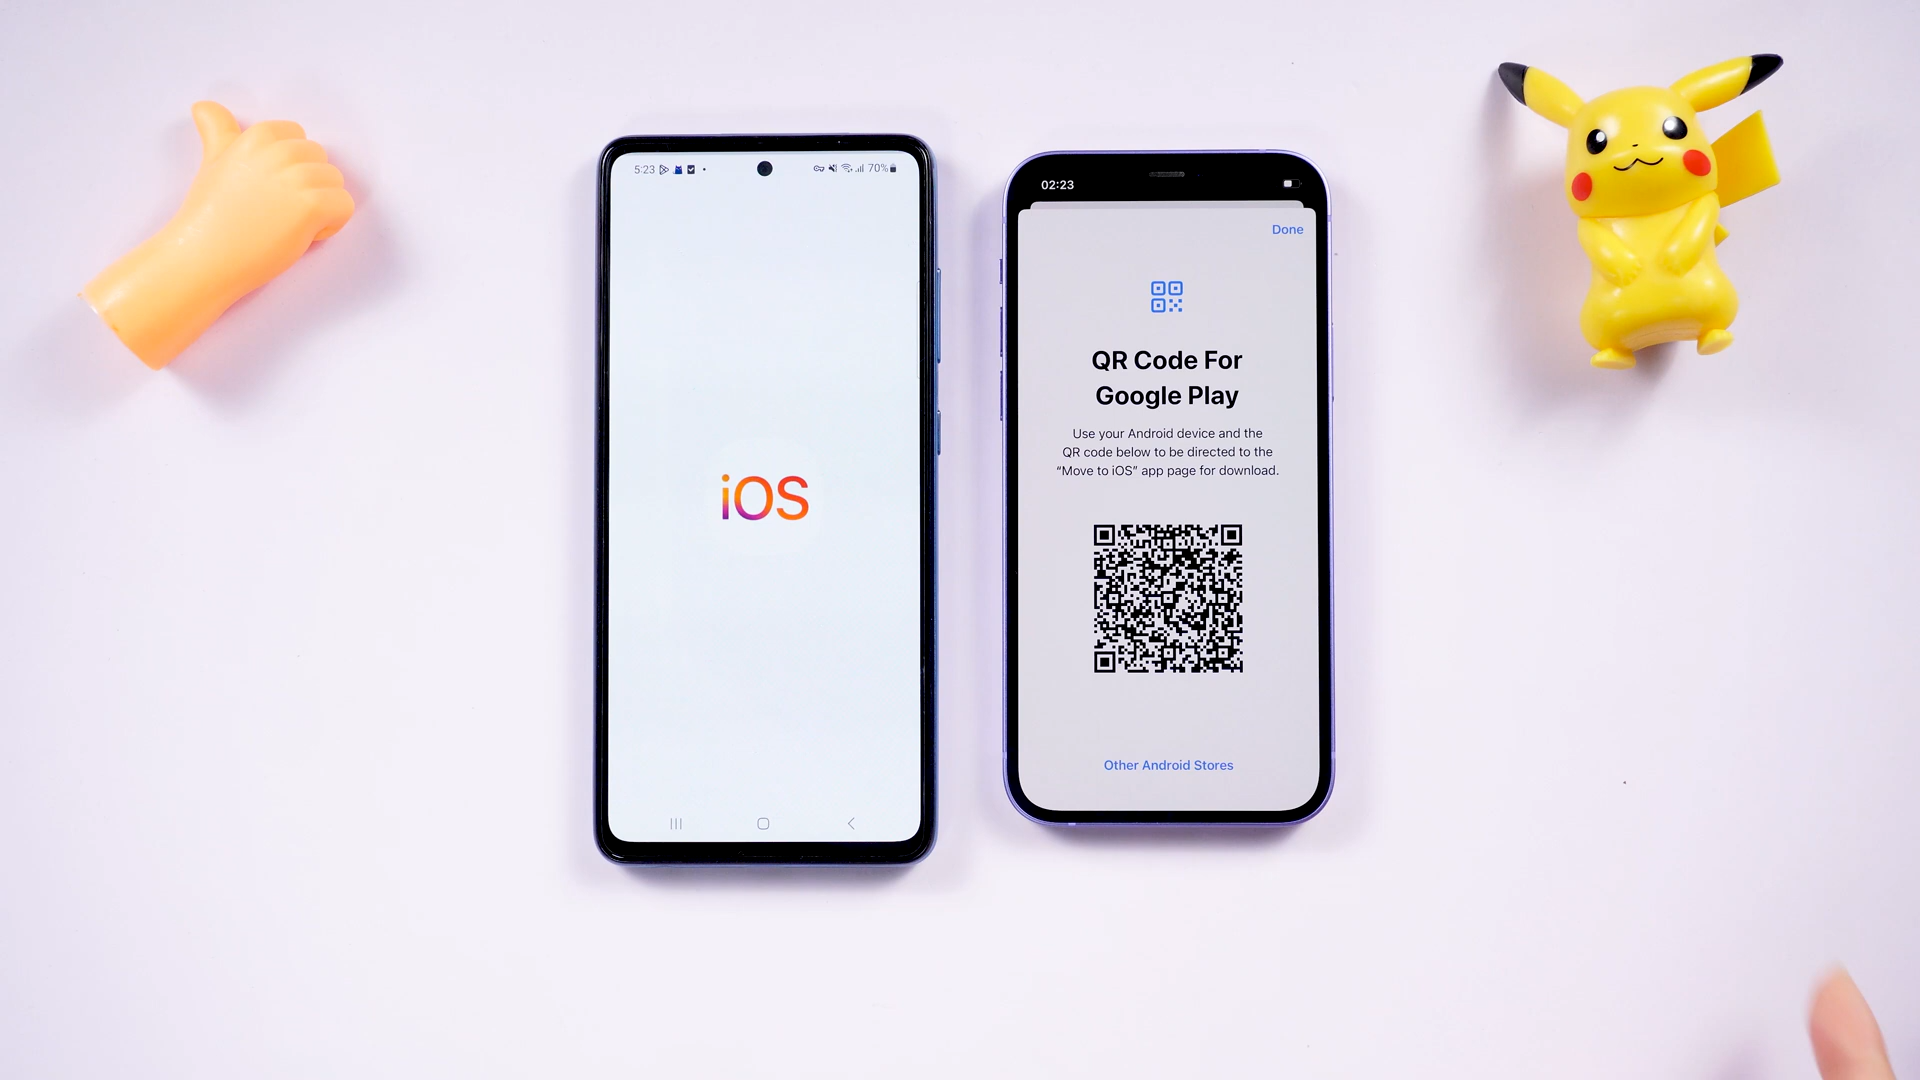 5:23
70%
iOS
02:23
Done
QR Code For
Google Play
Use your Android device and the
QR code below to be directed to the
“Move to iOS” app page for download.
Other Android Stores